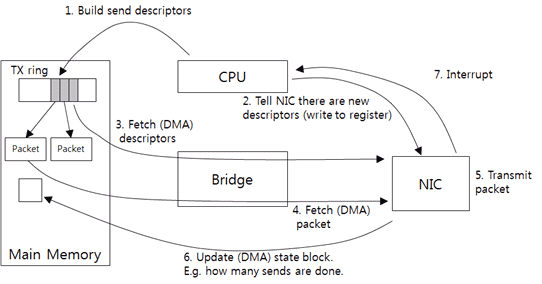 1. Build send descriptors
TX ring
CPU
7. Interrupt
2. Tell NIC there are new
descriptors (write to register)
3. Fetch (DMA)
descriptors
Packet
Packet
Bridge
NIC
5. Transmit
packet
4. Fetch (DMA)
packet
Main Memory
6. Update (DMA) state block.
E.g. how many sends are done.